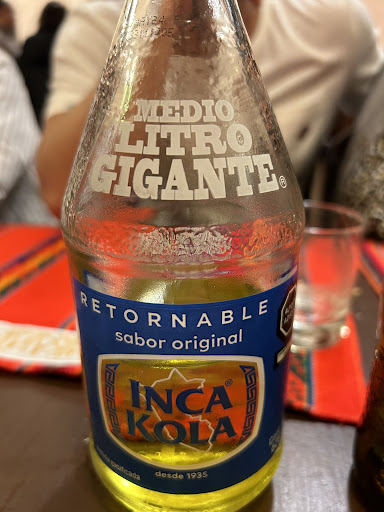 MEDIO
LITRO
GIGANTE®
RETORNABLE
sabor original
INCA®
KOLA
desde 1935